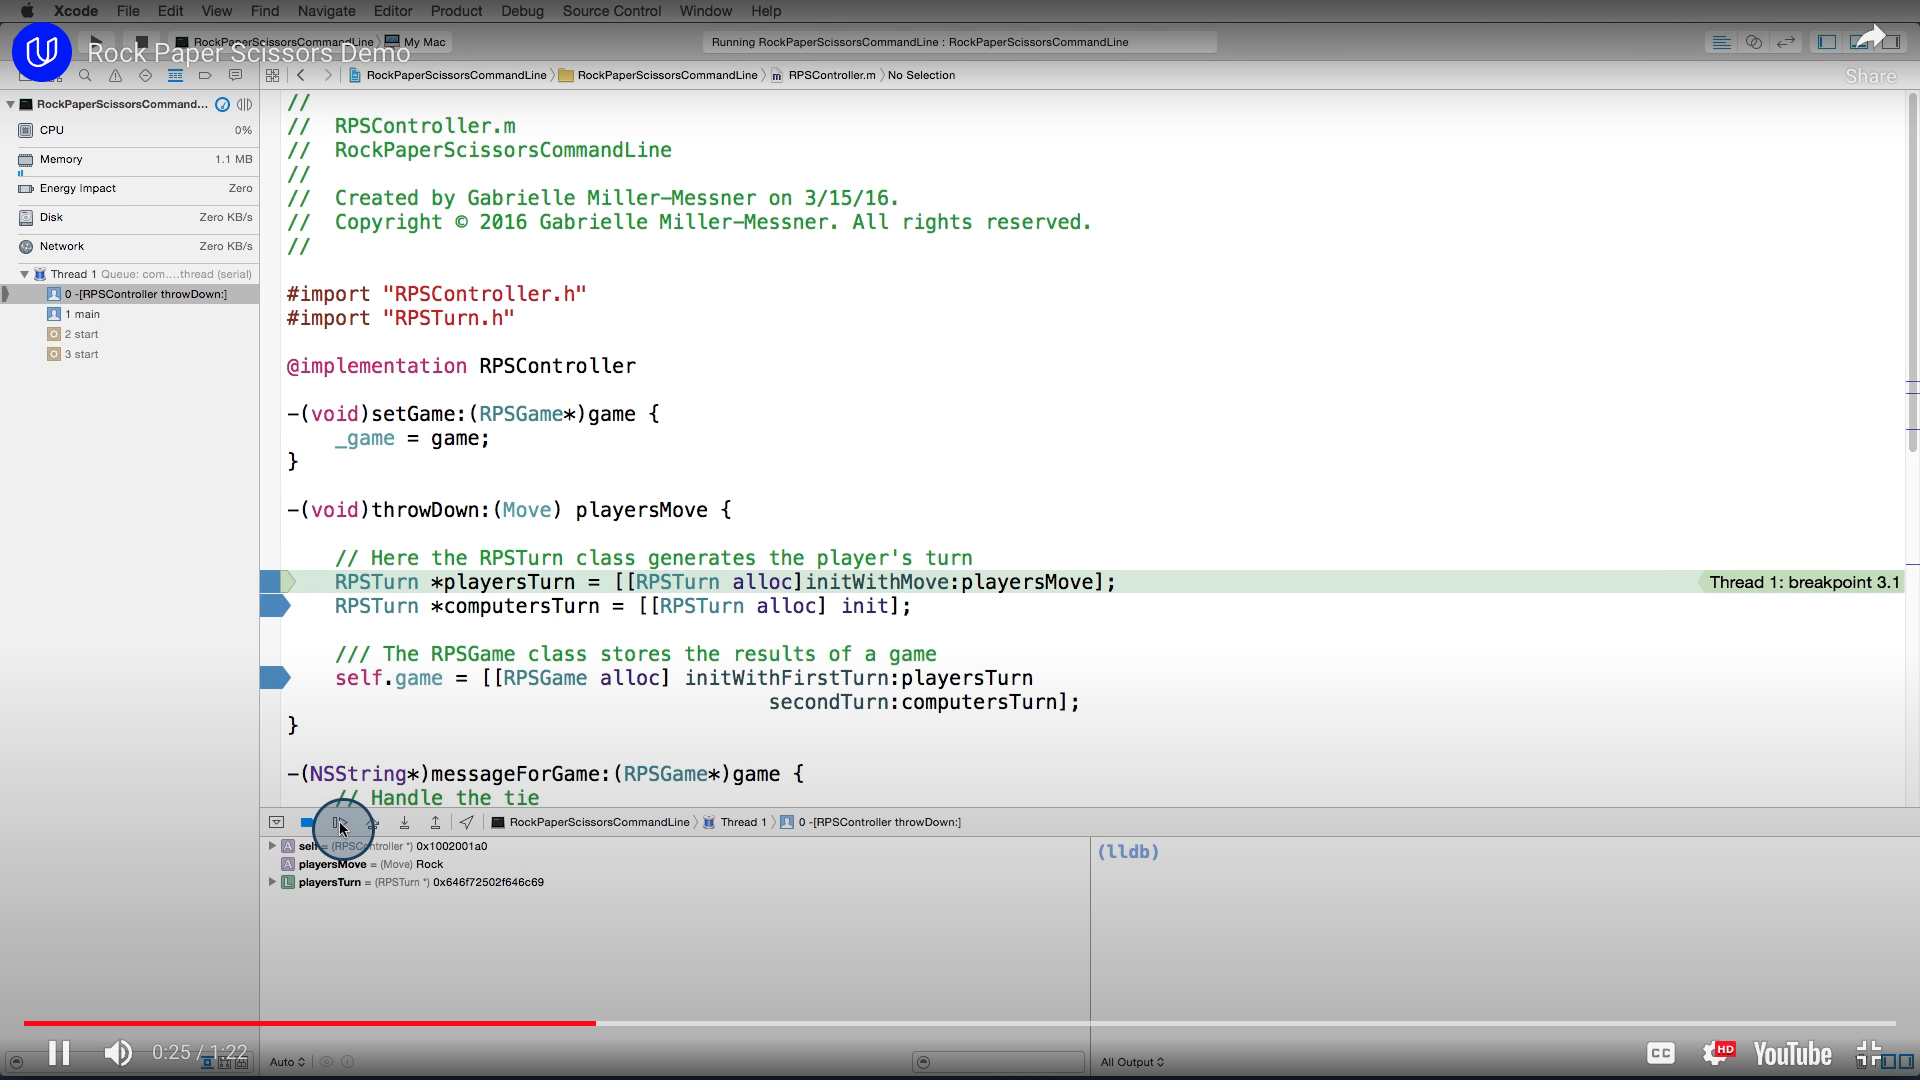 Xcode File Edit View Find Navigate Editor Product Debug Source Control Window Help
RockPaperScissorsCommandLine My Mac
Running RockPaperScissorsCommandLine : RockPaperScissorsCommandLine
Rock Paper Scissors Demo
Share
RockPaperScissorsCommandLine RockPaperScissorsCommandLine RPSController.m No Selection
RockPaperScissorsCommand...
CPU 0%
Memory 1.1 MB
Energy Impact Zero
Disk Zero KB/s
Network Zero KB/s
Thread 1 Queue: com....thread (serial)
0 -[RPSController throwDown:]
1 main
2 start
3 start
//
// RPSController.m
// RockPaperScissorsCommandLine
//
// Created by Gabrielle Miller-Messner on 3/15/16.
// Copyright © 2016 Gabrielle Miller-Messner. All rights reserved.
//
#import "RPSController.h"
#import "RPSTurn.h"
@implementation RPSController
-(void)setGame:(RPSGame*)game {
_game = game;
}
-(void)throwDown:(Move) playersMove {
// Here the RPSTurn class generates the player's turn
RPSTurn *playersTurn = [[RPSTurn alloc]initWithMove:playersMove];
Thread 1: breakpoint 3.1
RPSTurn *computersTurn = [[RPSTurn alloc] init];
/// The RPSGame class stores the results of a game
self.game = [[RPSGame alloc] initWithFirstTurn:playersTurn
secondTurn:computersTurn];
}
-(NSString*)messageForGame:(RPSGame*)game {
// Handle the tie
RockPaperScissorsCommandLine Thread 1 0 -[RPSController throwDown:]
self = (RPSController *) 0x1002001a0
playersMove = (Move) Rock
playersTurn = (RPSTurn *) 0x646f72502f646c69
(lldb)
0:25 / 1:22
CC HD YouTube
Auto
All Output